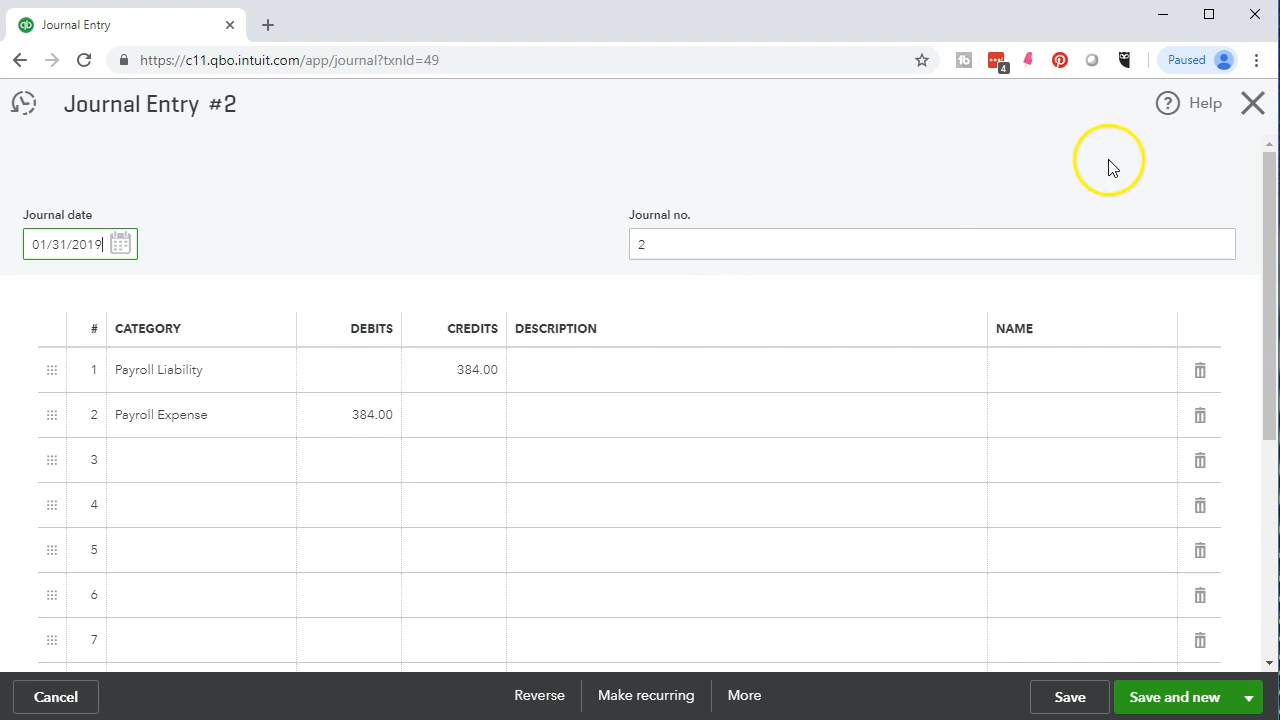 qb Journal Entry
https://c11.qbo.intuit.com/app/journal?txnId=49
4
Paused
Journal Entry #2
Help
Journal date
Journal no.
01/31/2019
2
# CATEGORY DEBITS CREDITS DESCRIPTION NAME
1 Payroll Liability 384.00
2 Payroll Expense 384.00
3
4
5
6
7
Cancel Reverse Make recurring More Save Save and new